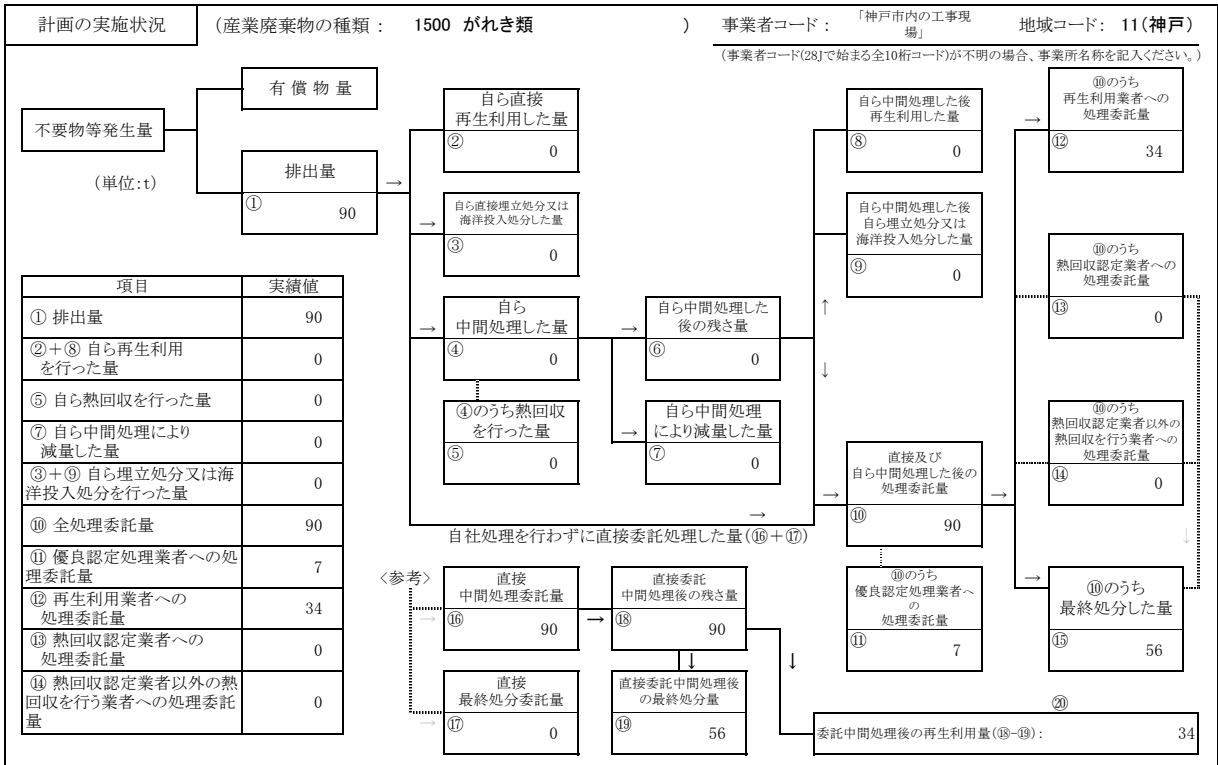 計画の実施状況
(産業廃棄物の種類： 1500 がれき類 )
事業者コード： 「神戸市内の工事現場」
地域コード： 11(神戸)
(事業者コード(28Jで始まる全10桁コード)が不明の場合、事業所名称を記入ください。)
不要物等発生量
(単位:t)
有償物量
排出量
① 90
→
自ら直接
再生利用した量
② 0
→
自ら直接埋立処分又は
海洋投入処分した量
③ 0
→
自ら
中間処理した量
④ 0
④のうち熱回収
を行った量
⑤ 0
→
自ら中間処理した
後の残さ量
⑥ 0
→
自ら中間処理
により減量した量
⑦ 0
自ら中間処理した後
再生利用した量
⑧ 0
自ら中間処理した後
自ら埋立処分又は
海洋投入処分した量
⑨ 0
↑
↓
→
直接及び
自ら中間処理した後の
処理委託量
⑩ 90
→
⑩のうち
優良認定処理業者へ
の
処理委託量
⑪ 7
→
⑩のうち
再生利用業者への
処理委託量
⑫ 34
⑩のうち
熱回収認定業者への
処理委託量
⑬ 0
⑩のうち
熱回収認定業者以外の
熱回収を行う業者への
処理委託量
⑭ 0
↓
→
⑩のうち
最終処分した量
⑮ 56
→
自社処理を行わずに直接委託処理した量(⑯+⑰)
〈参考〉
→
直接
中間処理委託量
⑯ 90
→
直接委託
中間処理後の残さ量
⑱ 90
→
直接
最終処分委託量
⑰ 0
↓
直接委託中間処理後
の最終処分量
⑲ 56
↓
⑳
委託中間処理後の再生利用量(⑱-⑲)： 34
項目 実績値
① 排出量 90
②+⑧ 自ら再生利用
を行った量 0
⑤ 自ら熱回収を行った量 0
⑦ 自ら中間処理により
減量した量 0
③+⑨ 自ら埋立処分又は海
洋投入処分を行った量 0
⑩ 全処理委託量 90
⑪ 優良認定処理業者への処
理委託量 7
⑫ 再生利用業者への
処理委託量 34
⑬ 熱回収認定業者への
処理委託量 0
⑭ 熱回収認定業者以外の熱
回収を行う業者への処理委託
量 0